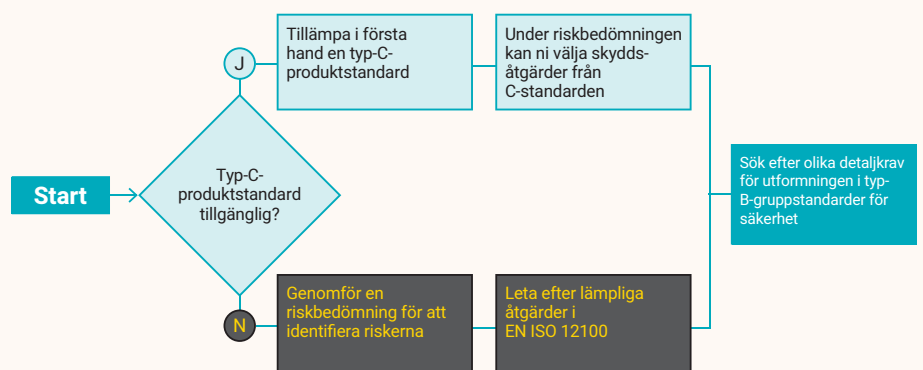 Start
Typ-C-
produktstandard
tillgänglig?
J
Tillämpa i första
hand en typ-C-
produktstandard
Under riskbedömningen
kan ni välja skydds-
åtgärder från
C-standarden
N
Genomför en
riskbedömning för att
identifiera riskerna
Leta efter lämpliga
åtgärder i
EN ISO 12100
Sök efter olika detaljkrav
för utformningen i typ-
B-gruppstandarder för
säkerhet